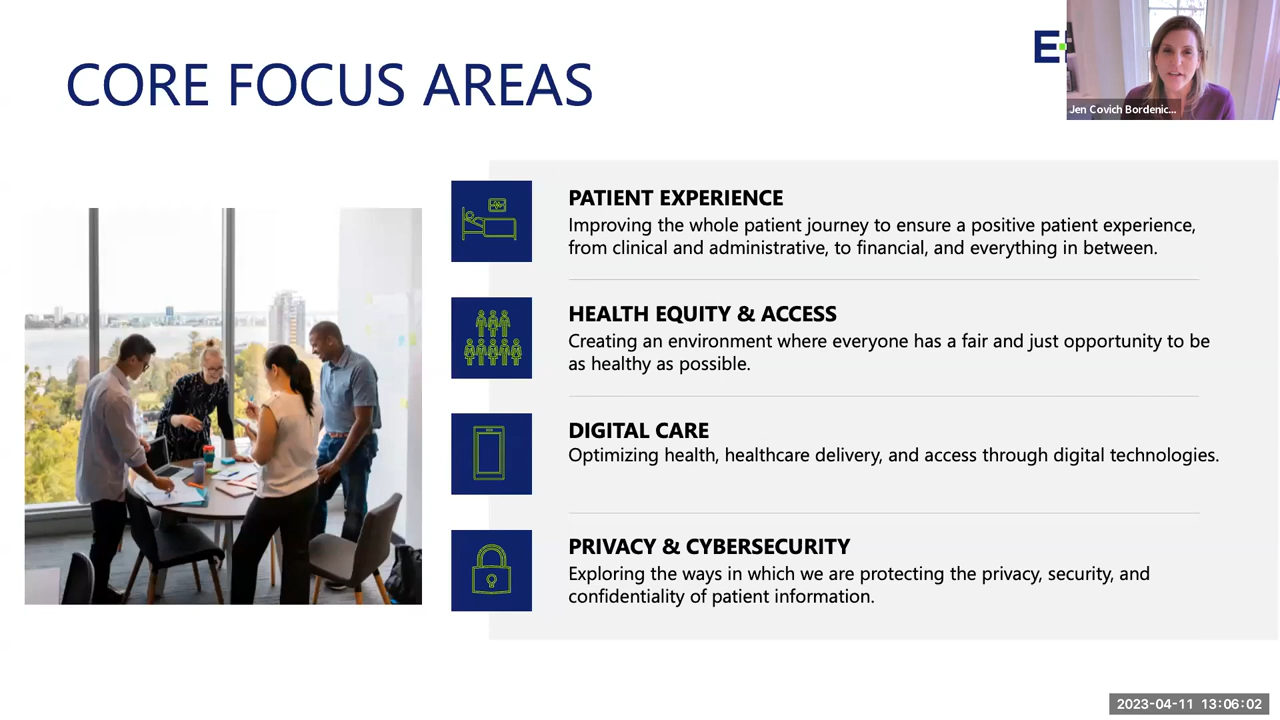 CORE FOCUS AREAS
E
Jen Covich Bordenic...
PATIENT EXPERIENCE
Improving the whole patient journey to ensure a positive patient experience,
from clinical and administrative, to financial, and everything in between.
HEALTH EQUITY & ACCESS
Creating an environment where everyone has a fair and just opportunity to be
as healthy as possible.
DIGITAL CARE
Optimizing health, healthcare delivery, and access through digital technologies.
PRIVACY & CYBERSECURITY
Exploring the ways in which we are protecting the privacy, security, and
confidentiality of patient information.
2023-04-11 13:06:02